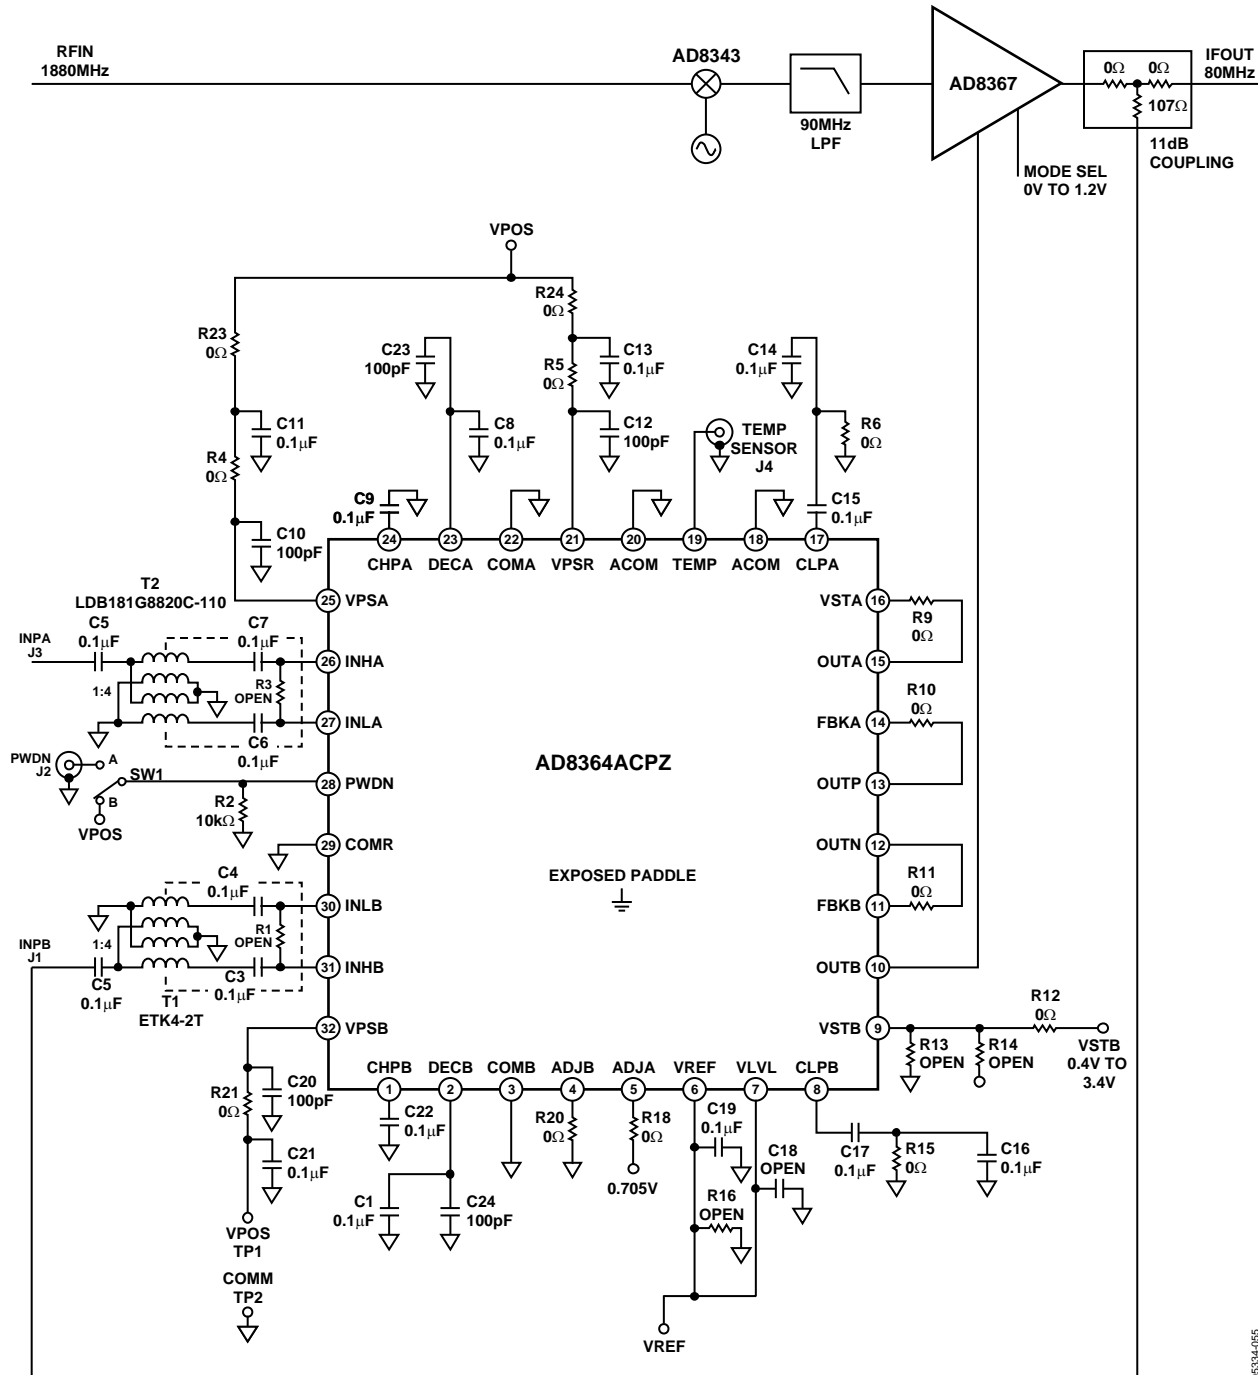 RFIN
1880MHz
AD8343
90MHz
LPF
AD8367
MODE SEL
0V TO 1.2V
0Ω
0Ω
107Ω
11dB
COUPLING
IFOUT
80MHz
VPOS
R23
0Ω
C11
0.1μF
R4
0Ω
C10
100pF
C23
100pF
C8
0.1μF
C9
0.1μF
R24
0Ω
C13
0.1μF
R5
0Ω
C12
100pF
TEMP
SENSOR
J4
C14
0.1μF
R6
0Ω
C15
0.1μF
24
23
22
21
20
19
18
17
CHPA
DECA
COMA
VPSR
ACOM
TEMP
ACOM
CLPA
T2
LDB181G8820C-110
INPA
J3
C5
0.1μF
C7
0.1μF
1:4
R3
OPEN
C6
0.1μF
PWDN
J2
A
SW1
B
VPOS
R2
10kΩ
25 VPSA
26 INHA
27 INLA
28 PWDN
29 COMR
30 INLB
31 INHB
32 VPSB
AD8364ACPZ
EXPOSED PADDLE
VSTA 16
R9
0Ω
OUTA 15
R10
0Ω
FBKA 14
OUTP 13
OUTN 12
R11
0Ω
FBKB 11
OUTB 10
VSTB 9
R12
0Ω
R13
OPEN
R14
OPEN
VSTB
0.4V TO
3.4V
C4
0.1μF
INPB
J1
1:4
R1
OPEN
C5
0.1μF
C3
0.1μF
T1
ETK4-2T
CHPB
DECB
COMB
ADJB
ADJA
VREF
VLVL
CLPB
1
2
3
4
5
6
7
8
R21
0Ω
C20
100pF
C21
0.1μF
VPOS
TP1
COMM
TP2
C22
0.1μF
C1
0.1μF
C24
100pF
R20
0Ω
R18
0Ω
0.705V
C19
0.1μF
R16
OPEN
C18
OPEN
VREF
C17
0.1μF
R15
0Ω
C16
0.1μF
05334-055